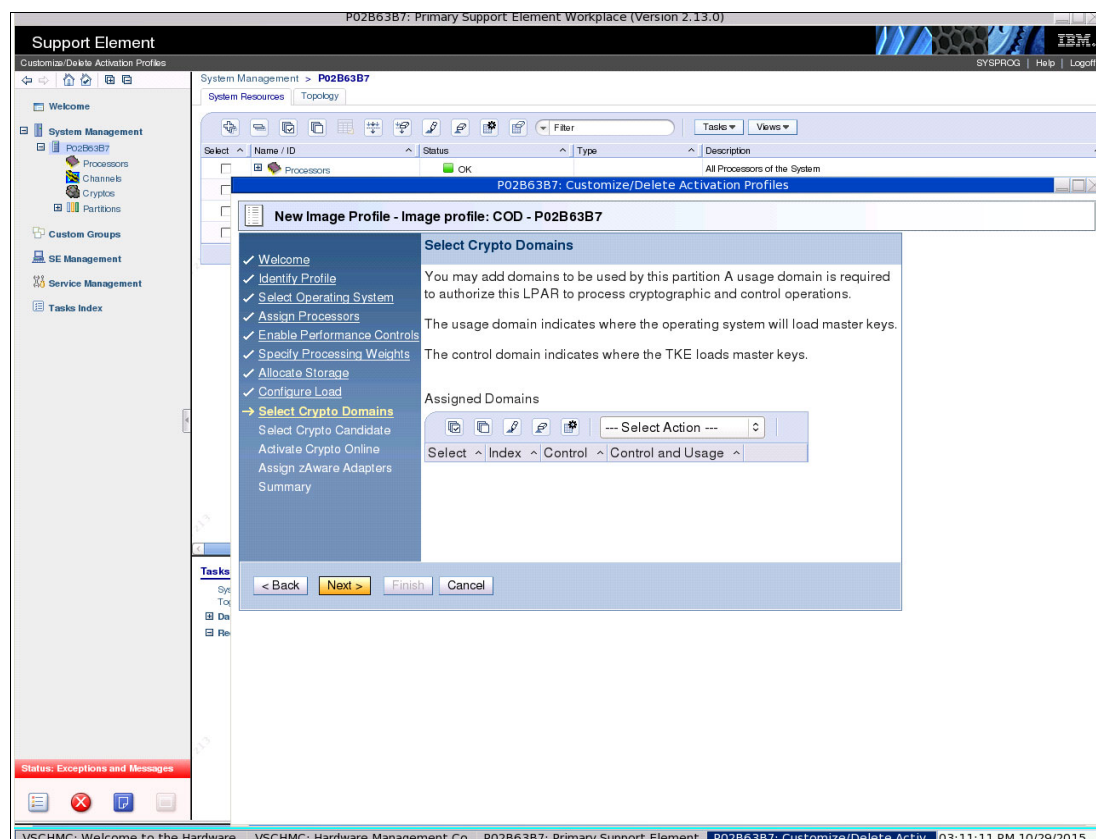 P02B63B7: Primary Support Element Workplace (Version 2.13.0)
Support Element
IBM.
Customize/Delete Activation Profiles
SYSPROG | Help | Logoff
System Management > P02B63B7
System Resources Topology
Welcome
System Management
P02B63B7
Processors
Channels
Cryptos
Partitions
Custom Groups
SE Management
Service Management
Tasks Index
Filter
Tasks Views
Select Name / ID Status Type Description
Processors OK All Processors of the System
P02B63B7: Customize/Delete Activation Profiles
New Image Profile - Image profile: COD - P02B63B7
Welcome
Identify Profile
Select Operating System
Assign Processors
Enable Performance Controls
Specify Processing Weights
Allocate Storage
Configure Load
Select Crypto Domains
Select Crypto Candidate
Activate Crypto Online
Assign zAware Adapters
Summary
Select Crypto Domains
You may add domains to be used by this partition A usage domain is required
to authorize this LPAR to process cryptographic and control operations.
The usage domain indicates where the operating system will load master keys.
The control domain indicates where the TKE loads master keys.
Assigned Domains
--- Select Action ---
Select Index Control Control and Usage
< Back Next > Finish Cancel
Tasks
Sys
Top
Da
Re
Status: Exceptions and Messages
VSCHMC: Welcome to the Hardware VSCHMC: Hardware Management Co P02B63B7: Primary Support Element P02B63B7: Customize/Delete Activ 03:11:11 PM 10/29/2015